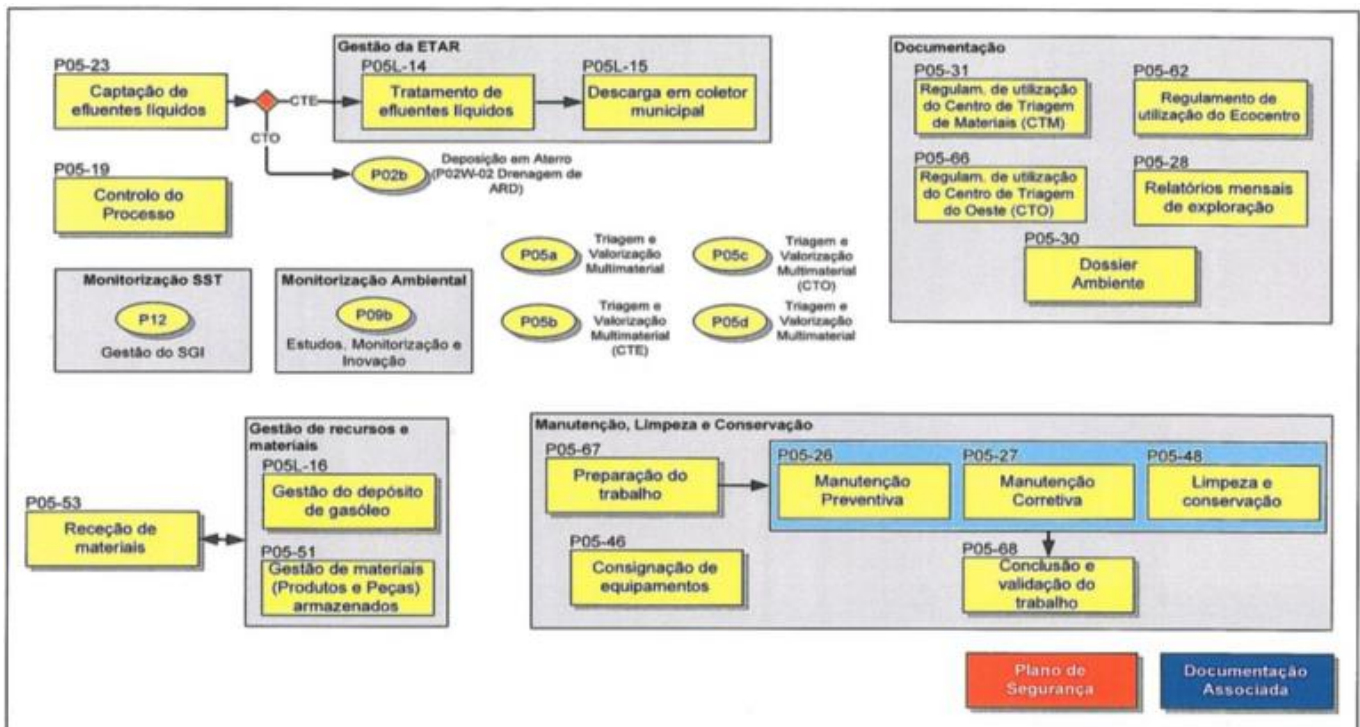 Gestão da ETAR
P05-23
Captação de
efluentes líquidos
CTE
CTO
P05L-14
Tratamento de
efluentes líquidos
P05L-15
Descarga em coletor
municipal
P02b
Deposição em Aterro
(P02W-02 Drenagem de
ARD)
P05-19
Controlo do
Processo
Documentação
P05-31
Regulam. de utilização
do Centro de Triagem
de Materiais (CTM)
P05-62
Regulamento de
utilização do Ecocentro
P05-66
Regulam. de utilização
do Centro de Triagem
do Oeste (CTO)
P05-28
Relatórios mensais
de exploração
P05-30
Dossier
Ambiente
Monitorização SST
P12
Gestão do SGI
Monitorização Ambiental
P09b
Estudos. Monitorização e
Inovação
P05a
Triagem e
Valorização
Multimaterial
P05c
Triagem e
Valorização
Multimaterial
(CTO)
P05b
Triagem e
Valorização
Multimaterial
(CTE)
P05d
Triagem e
Valorização
Multimaterial
Gestão de recursos e
materiais
P05L-16
Gestão do depósito
de gasóleo
P05-53
Receção de
materiais
P05-51
Gestão de materiais
(Produtos e Peças)
armazenados
Manutenção, Limpeza e Conservação
P05-67
Preparação do
trabalho
P05-26
Manutenção
Preventiva
P05-27
Manutenção
Corretiva
P05-48
Limpeza e
conservação
P05-46
Consignação de
equipamentos
P05-68
Conclusão e
validação do
trabalho
Plano de
Segurança
Documentação
Associada